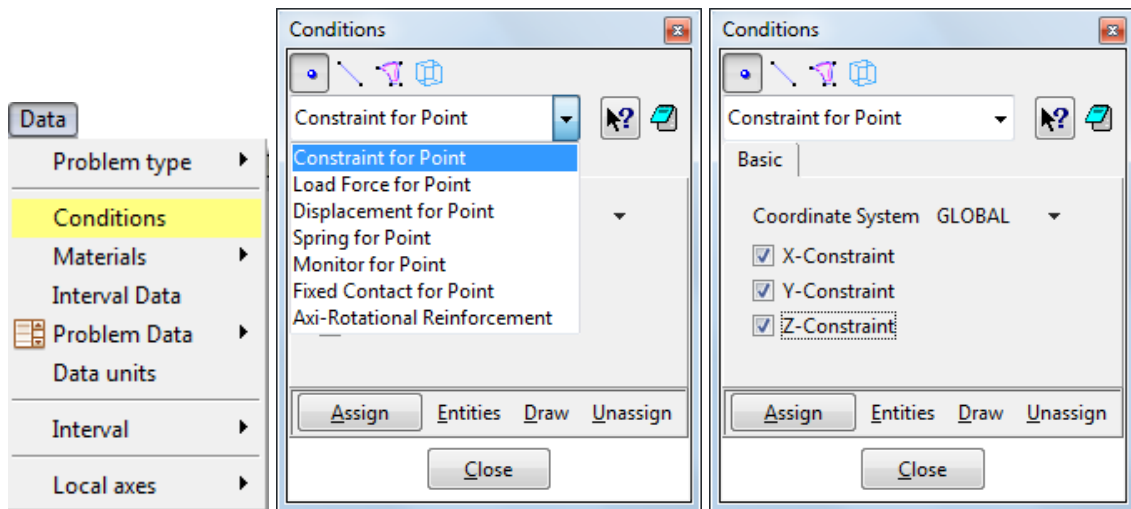 Data
Problem type
Conditions
Materials
Interval Data
Problem Data
Data units
Interval
Local axes
Conditions
Constraint for Point
Constraint for Point
Load Force for Point
Displacement for Point
Spring for Point
Monitor for Point
Fixed Contact for Point
Axi-Rotational Reinforcement
Assign Entities Draw Unassign
Close
Conditions
Constraint for Point
Basic
Coordinate System GLOBAL
X-Constraint
Y-Constraint
Z-Constraint
Assign Entities Draw Unassign
Close